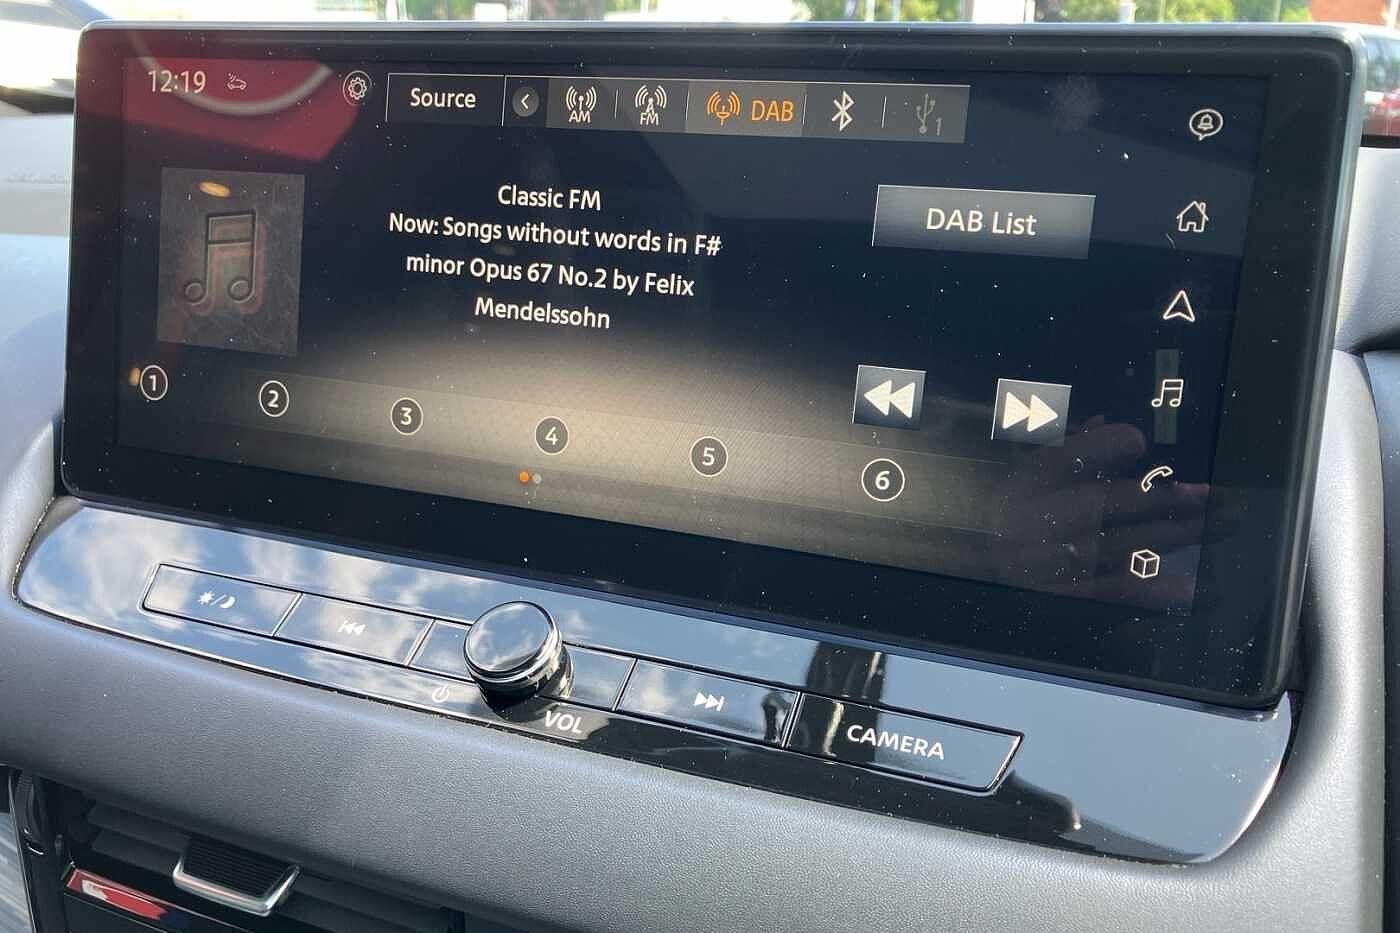 12:19
Source
AM
FM
DAB
1
Classic FM
Now: Songs without words in F#
minor Opus 67 No.2 by Felix
Mendelssohn
DAB List
1
2
3
4
5
6
VOL
CAMERA